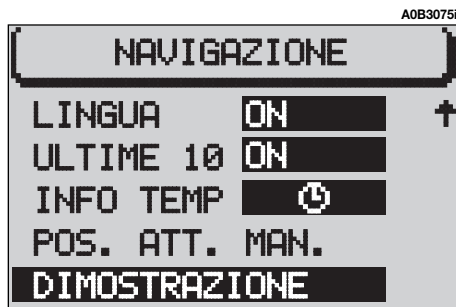 A0B3075i
NAVIGAZIONE
LINGUA ON
ULTIME 10 ON
INFO TEMP
POS. ATT. MAN.
DIMOSTRAZIONE